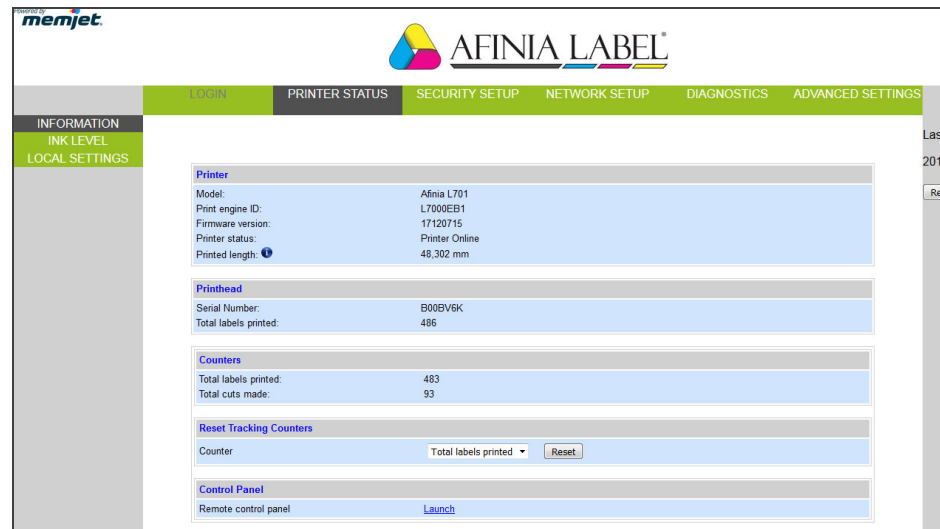 Powered by
memjet.
AFINIA LABEL
LOGIN PRINTER STATUS SECURITY SETUP NETWORK SETUP DIAGNOSTICS ADVANCED SETTINGS
INFORMATION
INK LEVEL
LOCAL SETTINGS
Las
201
Re
Printer
Model: Afinia L701
Print engine ID: L7000EB1
Firmware version: 17120715
Printer status: Printer Online
Printed length: i 48,302 mm
Printhead
Serial Number: B00BV6K
Total labels printed: 486
Counters
Total labels printed: 483
Total cuts made: 93
Reset Tracking Counters
Counter Total labels printed Reset
Control Panel
Remote control panel Launch